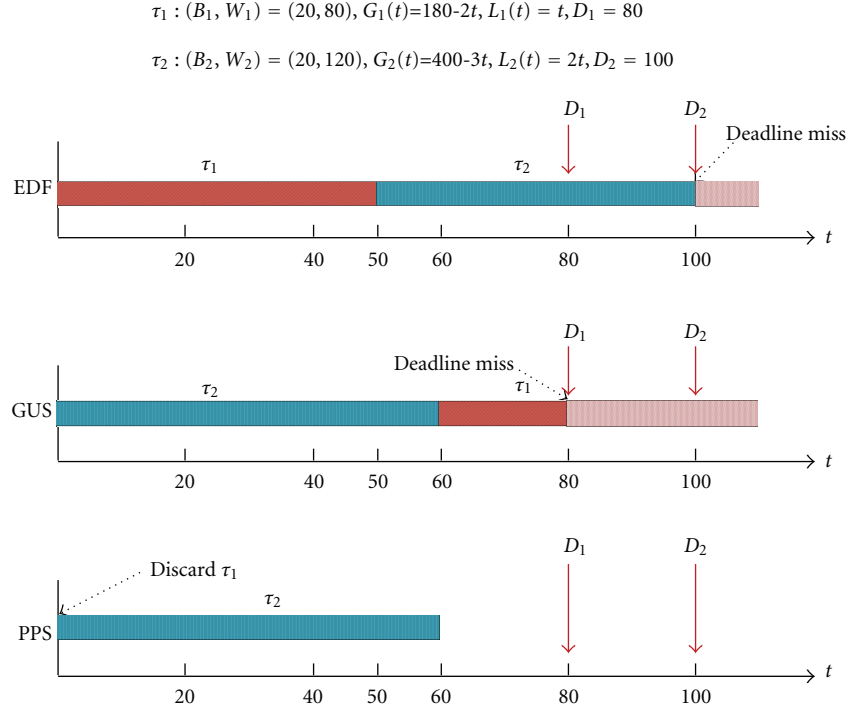 τ1 : (B1, W1) = (20, 80), G1(t)=180-2t, L1(t) = t, D1 = 80
τ2 : (B2, W2) = (20, 120), G2(t)=400-3t, L2(t) = 2t, D2 = 100
D1 D2
Deadline miss
τ1 τ2
EDF
t
20 40 50 60 80 100
D1 D2
Deadline miss
τ2 τ1
GUS
t
20 40 50 60 80 100
D1 D2
Discard τ1
τ2
PPS
t
20 40 50 60 80 100